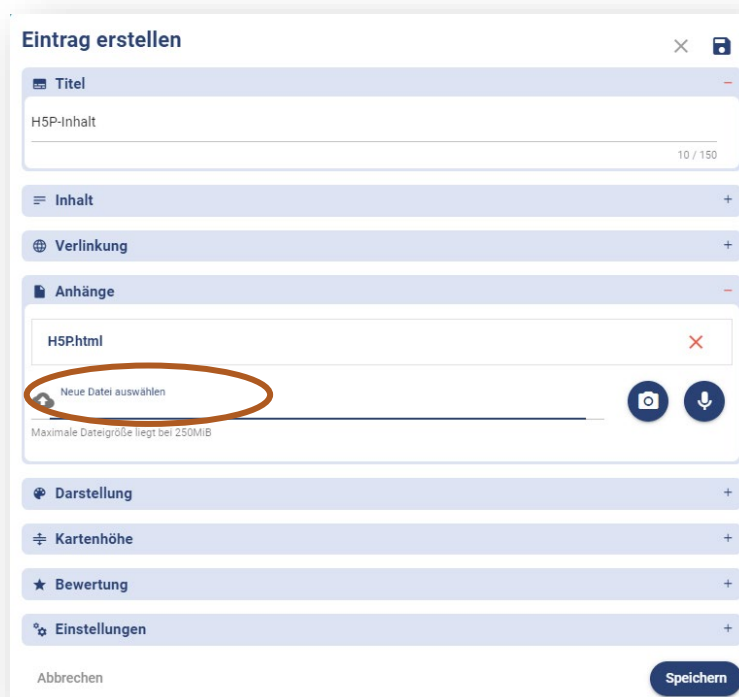 Eintrag erstellen
Titel
H5P-Inhalt
10 / 150
Inhalt
Verlinkung
Anhänge
H5P.html
Neue Datei auswählen
Maximale Dateigröße liegt bei 250MiB
Darstellung
Kartenhöhe
Bewertung
Einstellungen
Abbrechen
Speichern